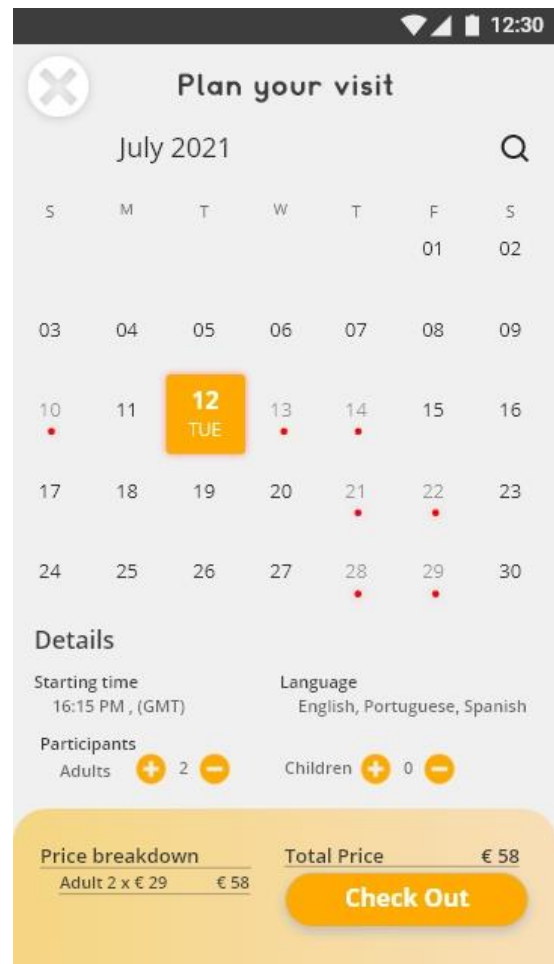 12:30
Plan your visit
July 2021
S M T W T F S
01 02
03 04 05 06 07 08 09
10 11 12 13 14 15 16
TUE
17 18 19 20 21 22 23
24 25 26 27 28 29 30
Details
Starting time Language
16:15 PM , (GMT) English, Portuguese, Spanish
Participants
Adults + 2 − Children + 0 −
Price breakdown Total Price € 58
Adult 2 x € 29 € 58
Check Out